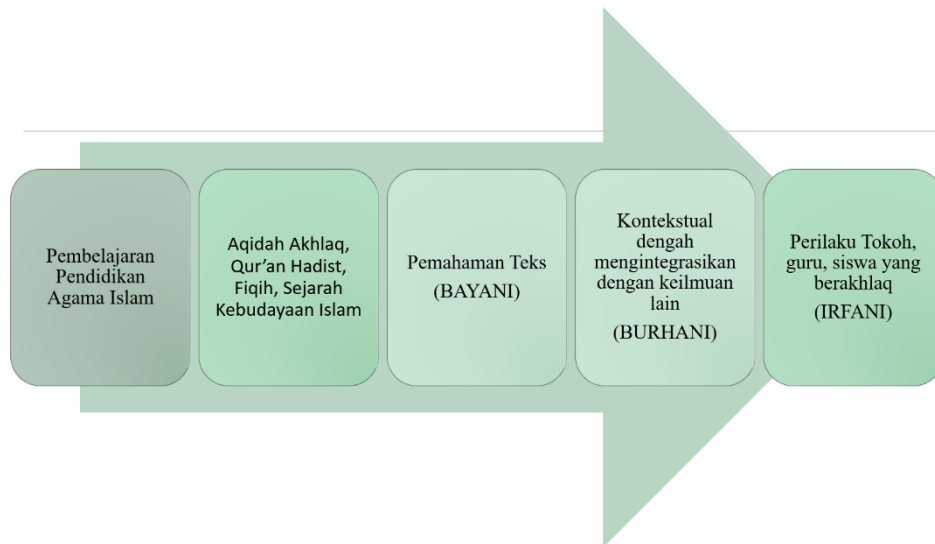 Pembelajaran
Pendidikan
Agama Islam
Aqidah Akhlaq,
Qur’an Hadist,
Fiqih, Sejarah
Kebudayaan Islam
Pemahaman Teks
(BAYANI)
Kontekstual
dengah
mengintegrasikan
dengan keilmuan
lain
(BURHANI)
Perilaku Tokoh,
guru, siswa yang
berakhlaq
(IRFANI)